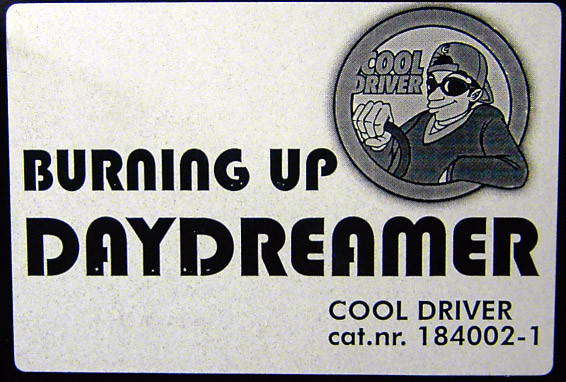 COOL
DRIVER
BURNING UP
DAYDREAMER
COOL DRIVER
cat.nr. 184002-1